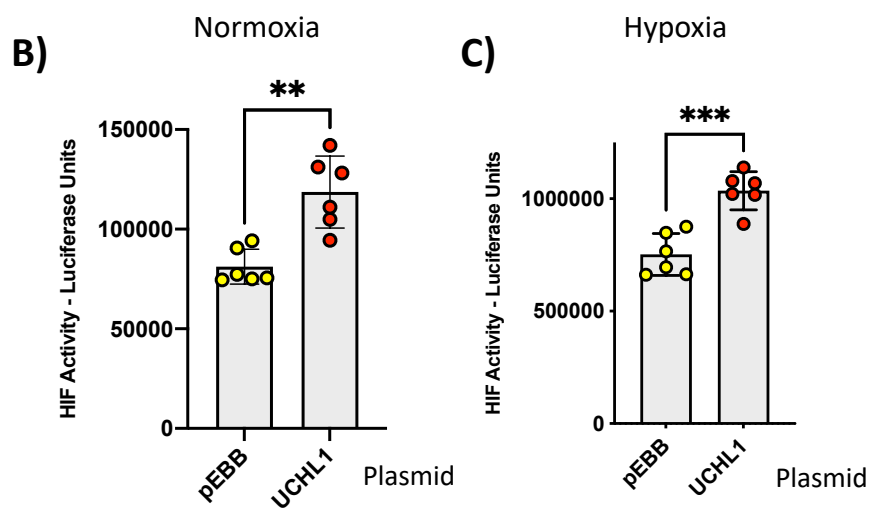 Normoxia
B)
**
HIF Activity - Luciferase Units
150000
100000
50000
0
pEBB
UCHL1
Plasmid
Hypoxia
C)
***
HIF Activity - Luciferase Units
1000000
500000
0
pEBB
UCHL1
Plasmid